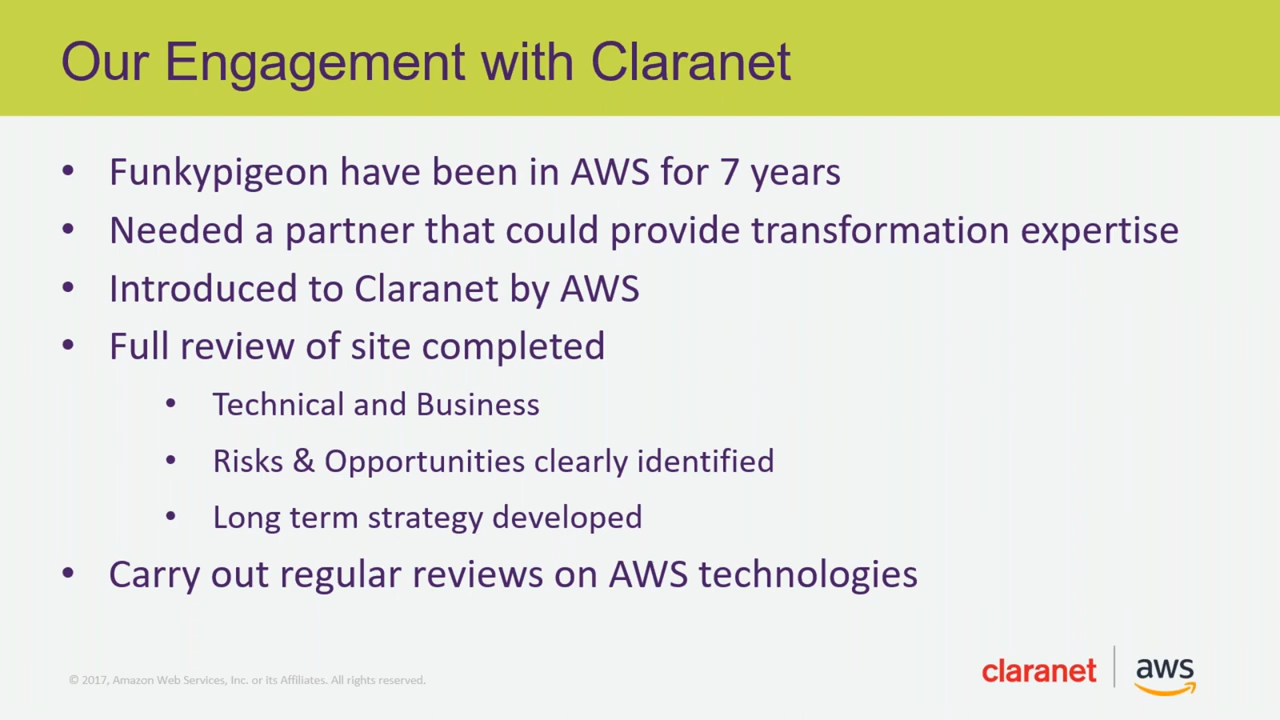 Our Engagement with Claranet
• Funkypigeon have been in AWS for 7 years
• Needed a partner that could provide transformation expertise
• Introduced to Claranet by AWS
• Full review of site completed
• Technical and Business
• Risks & Opportunities clearly identified
• Long term strategy developed
• Carry out regular reviews on AWS technologies
© 2017, Amazon Web Services, Inc. or its Affiliates. All rights reserved.
claranet | aws